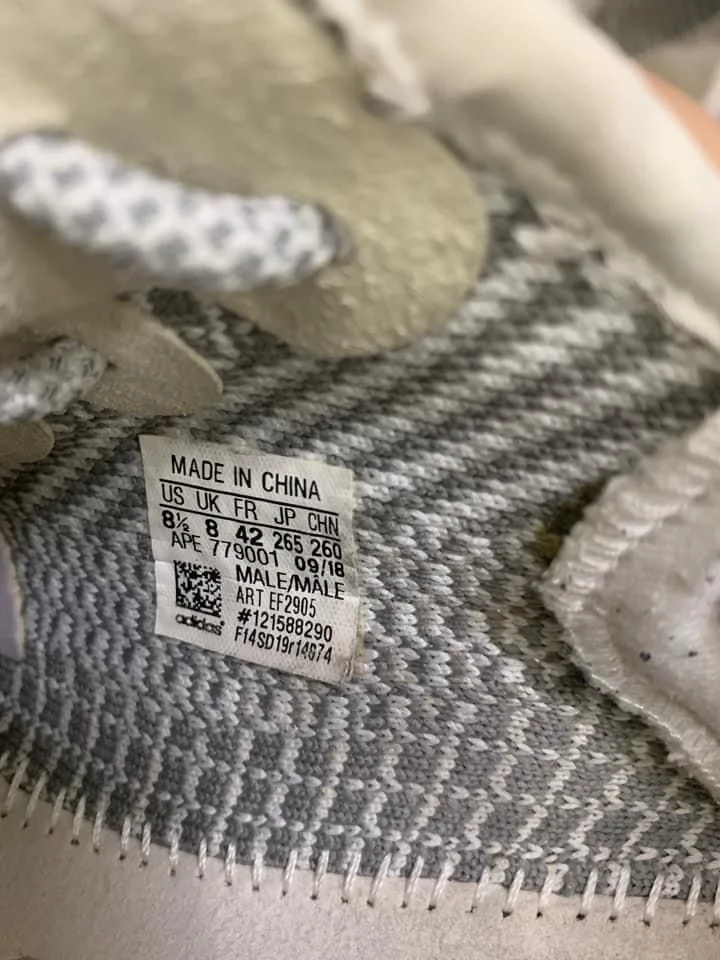 MADE IN CHINA
US UK FR JP CHN
8½ 8 42 265 260
APE 779001 09/18
MALE/MÂLE
ART EF2905
#121588290
adidas F14SD19r14674